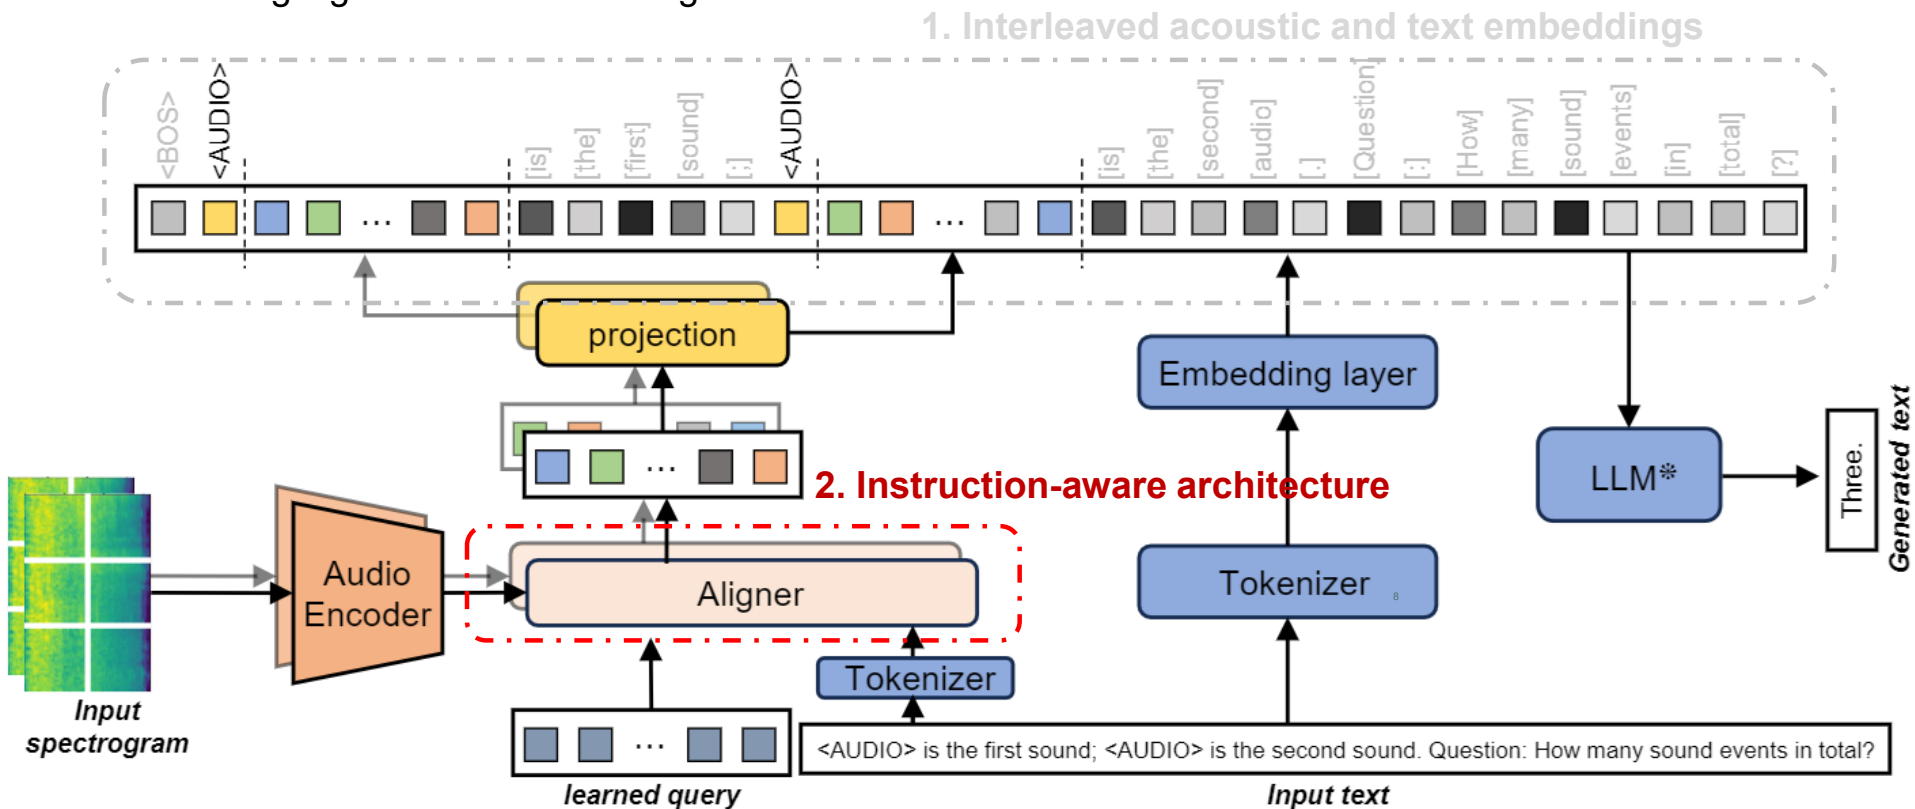 1. Interleaved acoustic and text embeddings
<BOS>
<AUDIO>
[is]
[the]
[first]
[sound]
[;]
<AUDIO>
[is]
[the]
[second]
[audio]
[.]
[Question]
[:]
[How]
[many]
[sound]
[events]
[in]
[total]
[?]
...
...
projection
Embedding layer
...
2. Instruction-aware architecture
LLM※
Three.
Generated text
Audio
Encoder
Aligner
Tokenizer
8
Tokenizer
Input
spectrogram
...
<AUDIO> is the first sound; <AUDIO> is the second sound. Question: How many sound events in total?
learned query
Input text